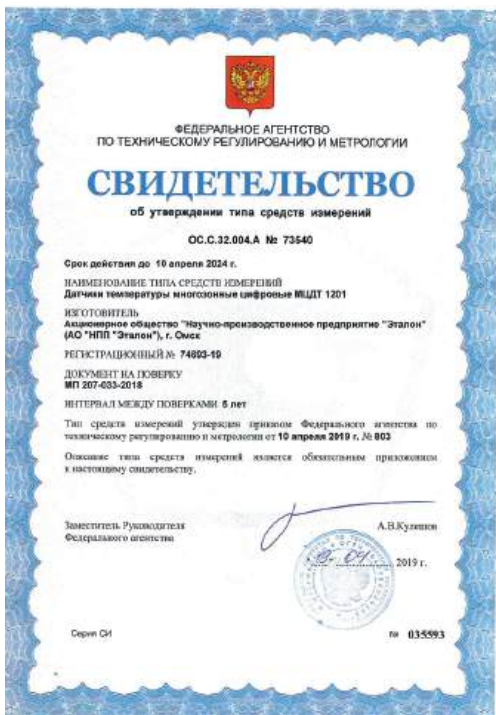 ФЕДЕРАЛЬНОЕ АГЕНТСТВО
ПО ТЕХНИЧЕСКОМУ РЕГУЛИРОВАНИЮ И МЕТРОЛОГИИ
СВИДЕТЕЛЬСТВО
об утверждении типа средств измерений
ОС.С.32.004.А № 73540
Срок действия до 10 апреля 2024 г.
НАИМЕНОВАНИЕ ТИПА СРЕДСТВ ИЗМЕРЕНИЙ
Датчики температуры многозонные цифровые МЦДТ 1201
ИЗГОТОВИТЕЛЬ
Акционерное общество "Научно-производственное предприятие "Эталон"
(АО "НПП "Эталон"), г. Омск
РЕГИСТРАЦИОННЫЙ № 74693-19
ДОКУМЕНТ НА ПОВЕРКУ
МП 207-033-2018
ИНТЕРВАЛ МЕЖДУ ПОВЕРКАМИ 5 лет
Тип средств измерений утвержден приказом Федерального агентства по
техническому регулированию и метрологии от 10 апреля 2019 г. № 803
Описание типа средств измерений является обязательным приложением
к настоящему свидетельству.
Заместитель Руководителя
Федерального агентства
А.В.Кулешов
04 2019 г.
Серия СИ
№ 035593